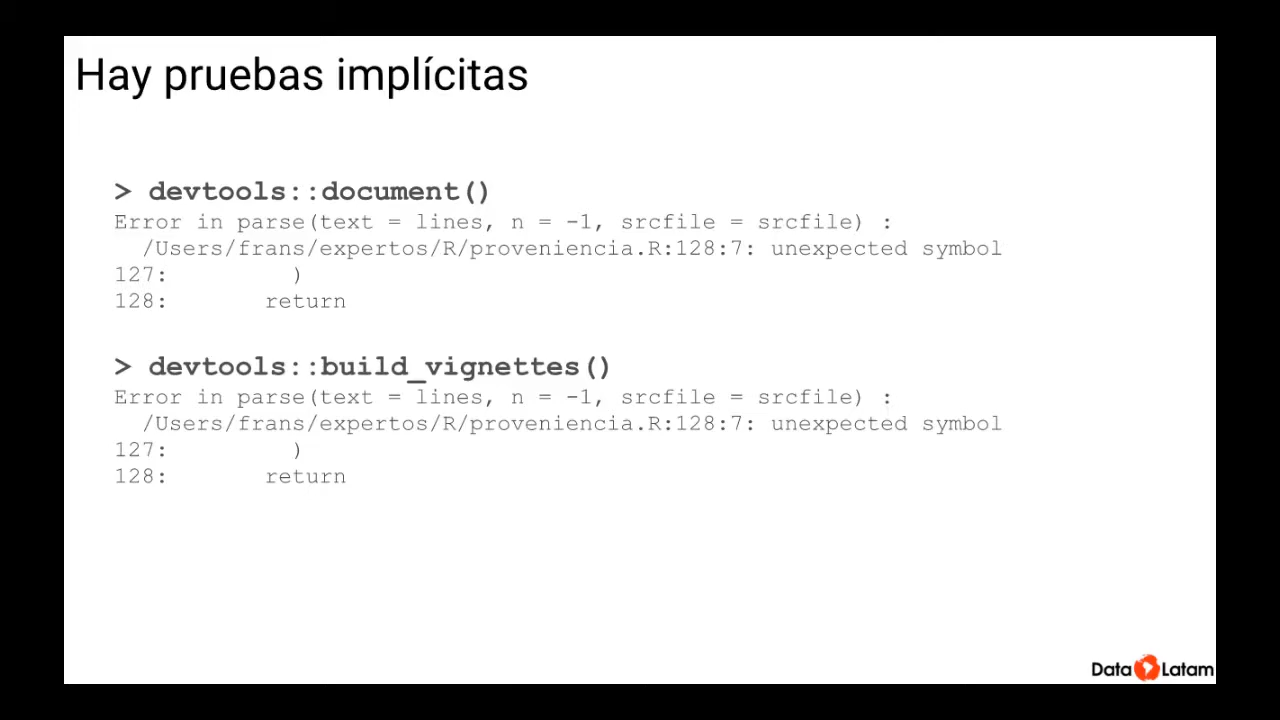 Hay pruebas implícitas
> devtools::document()
Error in parse(text = lines, n = -1, srcfile = srcfile) :
  /Users/frans/expertos/R/proveniencia.R:128:7: unexpected symbol
127:         )
128:       return
> devtools::build_vignettes()
Error in parse(text = lines, n = -1, srcfile = srcfile) :
  /Users/frans/expertos/R/proveniencia.R:128:7: unexpected symbol
127:         )
128:       return
Data Latam